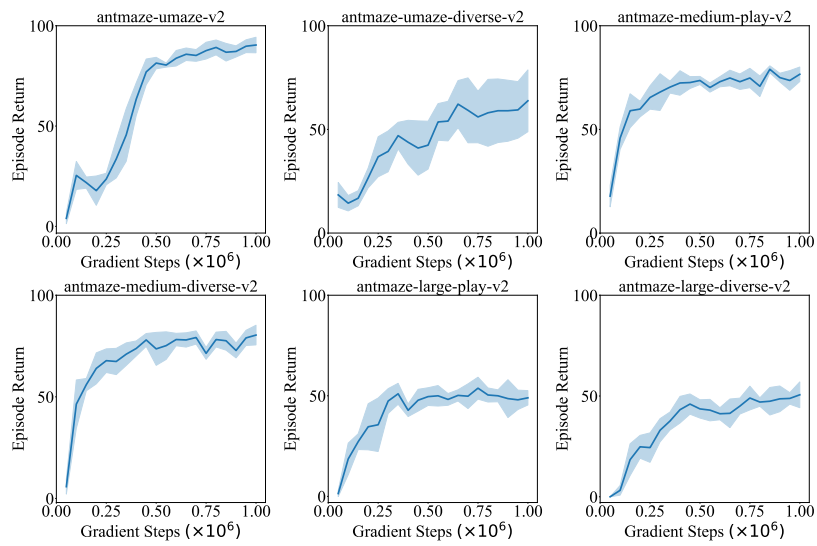 antmaze-umaze-v2
antmaze-umaze-diverse-v2
antmaze-medium-play-v2
100
100
100
Episode Return
Episode Return
Episode Return
50
50
50
0
0
0
0.00 0.25 0.50 0.75 1.00
0.00 0.25 0.50 0.75 1.00
0.00 0.25 0.50 0.75 1.00
Gradient Steps (×10⁶)
Gradient Steps (×10⁶)
Gradient Steps (×10⁶)
antmaze-medium-diverse-v2
antmaze-large-play-v2
antmaze-large-diverse-v2
100
100
100
Episode Return
Episode Return
Episode Return
50
50
50
0
0
0
0.00 0.25 0.50 0.75 1.00
0.00 0.25 0.50 0.75 1.00
0.00 0.25 0.50 0.75 1.00
Gradient Steps (×10⁶)
Gradient Steps (×10⁶)
Gradient Steps (×10⁶)